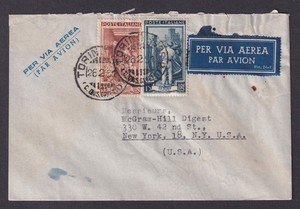 PER VIA AEREA
(PAR AVION)
POSTE ITALIANE
POSTE ITALIANE
TORINO
PER VIA AEREA
PAR AVION
McGraw-Hill Digest
330 W. 42 nd St.,
New York, 18, N.Y. U.S.A.
(U.S.A.)